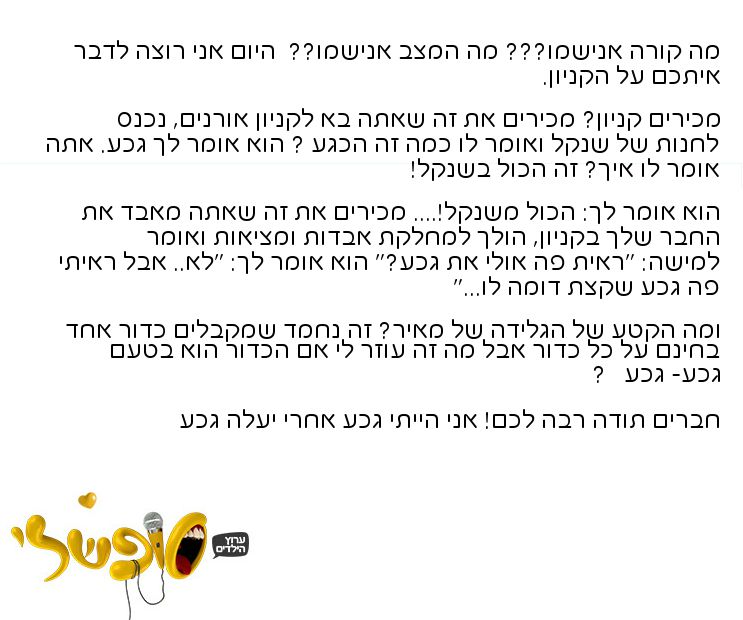 מה קורה אנישמו??? מה המצב אנישמו?? היום אני רוצה לדבר
איתכם על הקניון.
מכירים קניון? מכירים את זה שאתה בא לקניון אורנים, נכנס
לחנות של שנקל ואומר לו כמה זה הכגע ? הוא אומר לך גכע. אתה
אומר לו איך? זה הכול בשנקל!
הוא אומר לך: הכול משנקל!.... מכירים את זה שאתה מאבד את
החבר שלך בקניון, הולך למחלקת אבדות ומציאות ואומר
למישה: "ראית פה אולי את גכע?" הוא אומר לך: "לא.. אבל ראיתי
פה גכע שקצת דומה לו..."
ומה הקטע של הגלידה של מאיר? זה נחמד שמקבלים כדור אחד
בחינם על כל כדור אבל מה זה עוזר לי אם הכדור הוא בטעם
גכע- גכע ?
חברים תודה רבה לכם! אני הייתי גכע אחרי יעלה גכע
סופשלי
ערוץ
הילדים